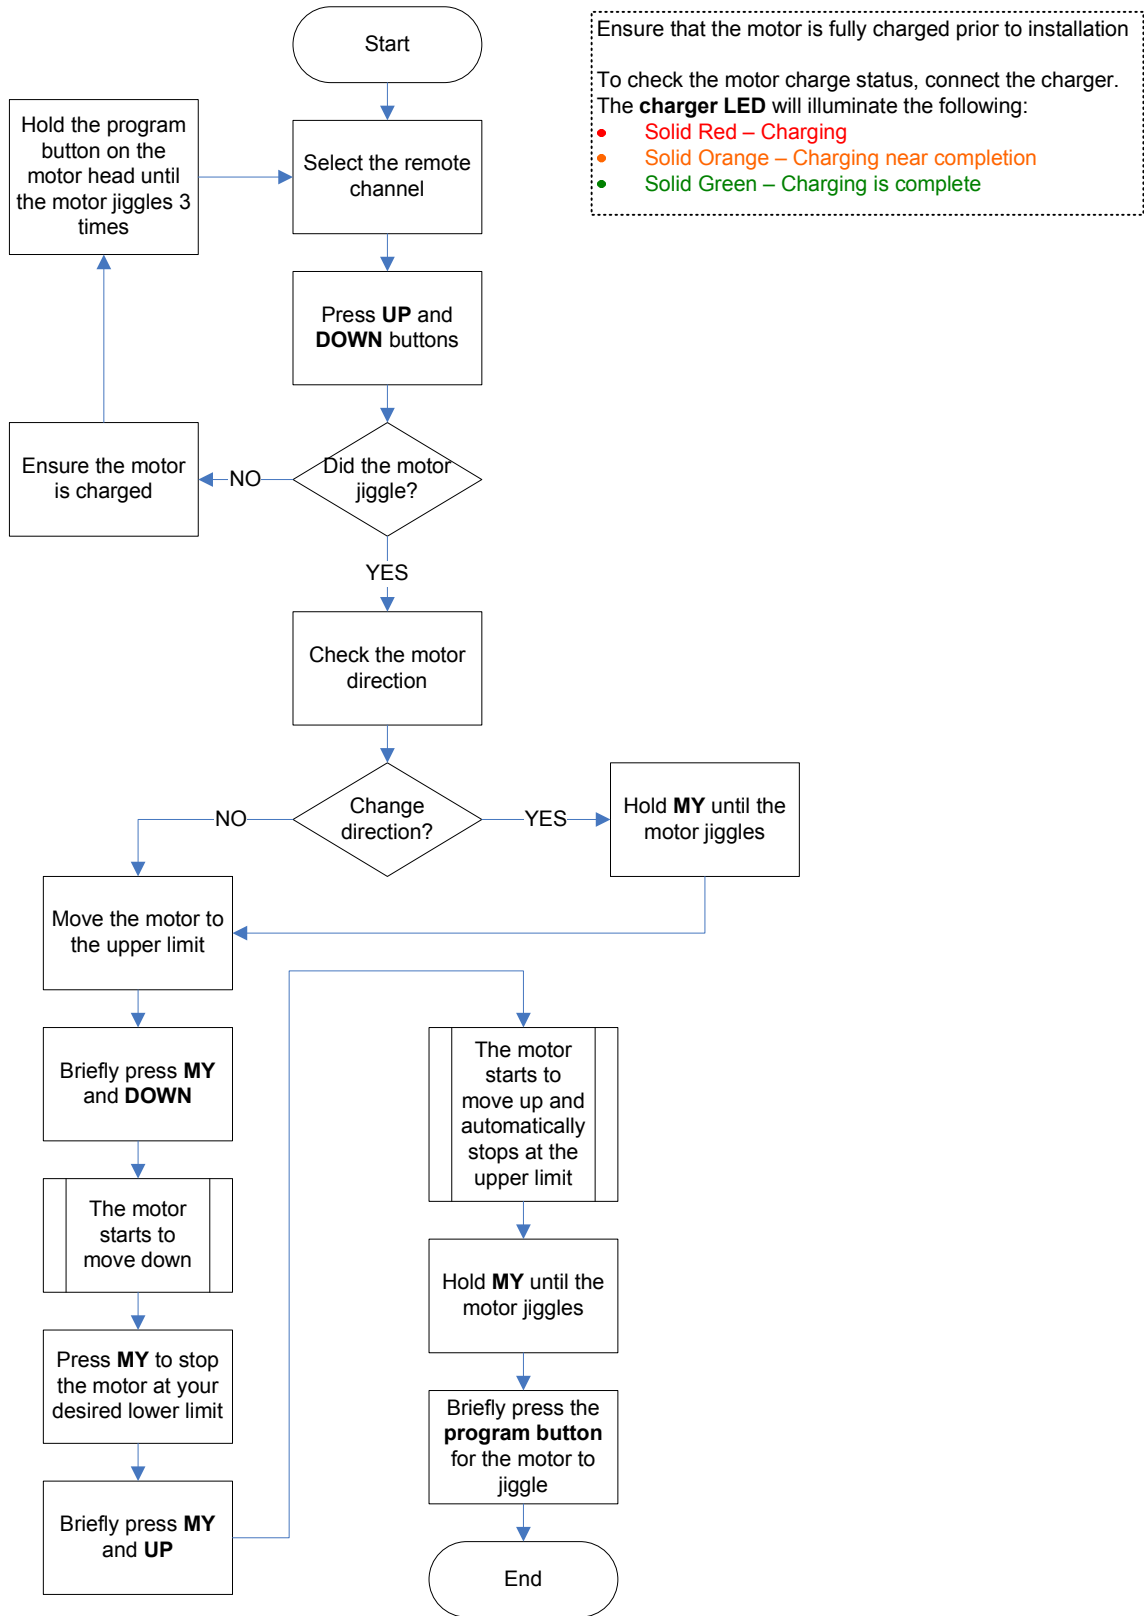 Start
Ensure that the motor is fully charged prior to installation
To check the motor charge status, connect the charger.
The charger LED will illuminate the following:
• Solid Red – Charging
• Solid Orange – Charging near completion
• Solid Green – Charging is complete
Hold the program
button on the
motor head until
the motor jiggles 3
times
Select the remote
channel
Press UP and
DOWN buttons
Did the motor
jiggle?
NO
Ensure the motor
is charged
YES
Check the motor
direction
Change
direction?
NO
YES
Hold MY until the
motor jiggles
Move the motor to
the upper limit
Briefly press MY
and DOWN
The motor
starts to
move down
Press MY to stop
the motor at your
desired lower limit
Briefly press MY
and UP
The motor
starts to
move up and
automatically
stops at the
upper limit
Hold MY until the
motor jiggles
Briefly press the
program button
for the motor to
jiggle
End